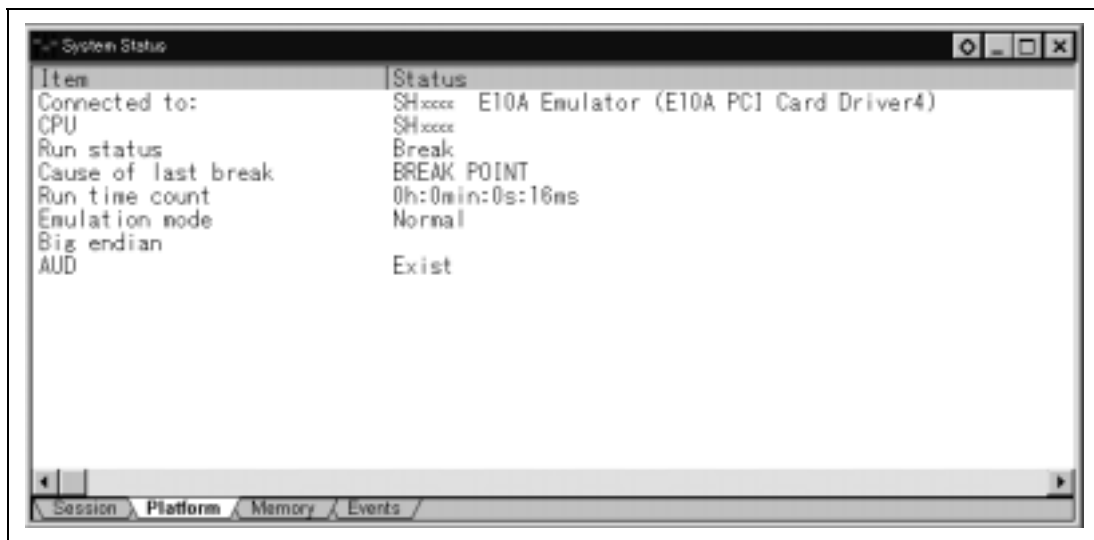 System Status
Item Status
Connected to: SHxxxx E10A Emulator (E10A PCI Card Driver4)
CPU SHxxxx
Run status Break
Cause of last break BREAK POINT
Run time count 0h:0min:0s:16ms
Emulation mode Normal
Big endian
AUD Exist
Session Platform Memory Events